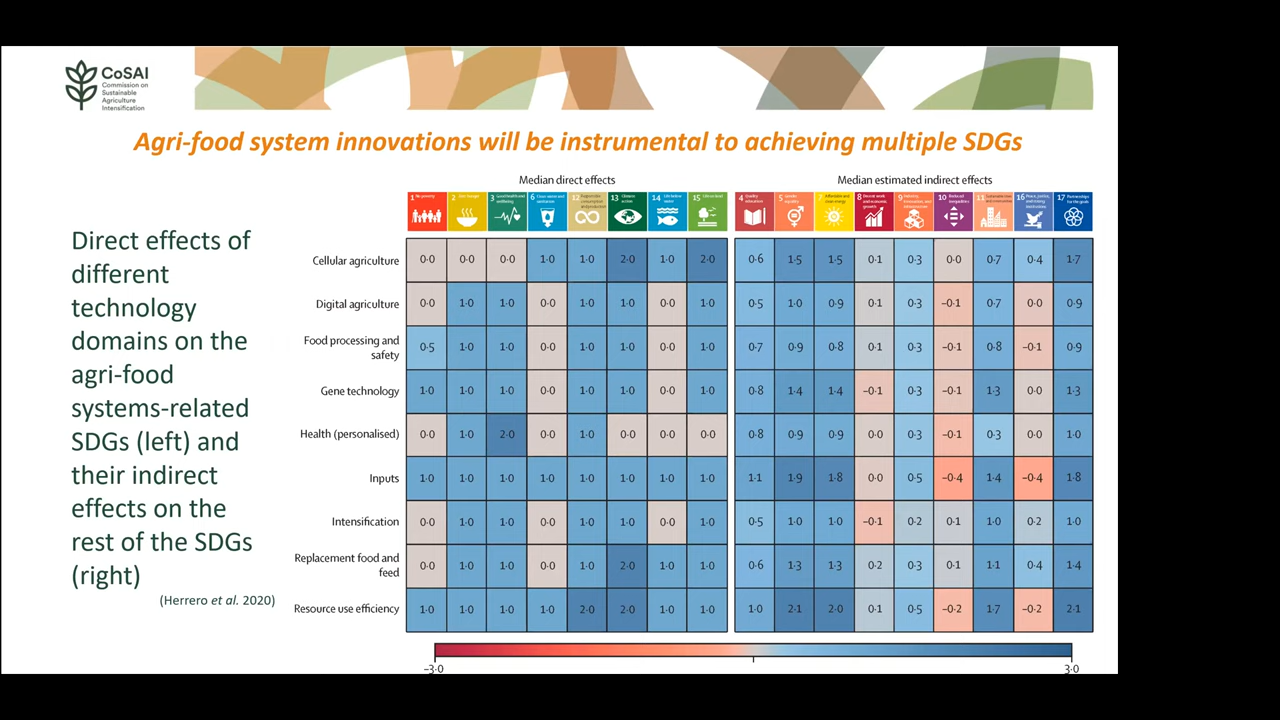 CoSAI
Commission on
Sustainable
Agriculture
Intensification
Agri-food system innovations will be instrumental to achieving multiple SDGs
Direct effects of
different
technology
domains on the
agri-food
systems-related
SDGs (left) and
their indirect
effects on the
rest of the SDGs
(right)
(Herrero et al. 2020)
Median direct effects
Median estimated indirect effects
1 2 3 6 12 13 14 15 4 5 7 8 9 10 11 16 17
Cellular agriculture 0·0 0·0 0·0 1·0 1·0 2·0 1·0 2·0 0·6 1·5 1·5 0·1 0·3 0·0 0·7 0·4 1·7
Digital agriculture 0·0 1·0 1·0 0·0 1·0 1·0 0·0 1·0 0·5 1·0 0·9 0·1 0·3 –0·1 0·7 0·0 0·9
Food processing and
safety 0·5 1·0 1·0 0·0 1·0 1·0 0·0 1·0 0·7 0·9 0·8 0·1 0·3 –0·1 0·8 –0·1 0·9
Gene technology 1·0 1·0 1·0 0·0 1·0 1·0 0·0 1·0 0·8 1·4 1·4 –0·1 0·3 –0·1 1·3 0·0 1·3
Health (personalised) 0·0 1·0 2·0 0·0 1·0 0·0 0·0 0·0 0·8 0·9 0·9 0·0 0·3 –0·1 0·3 0·0 1·0
Inputs 1·0 1·0 1·0 1·0 1·0 1·0 1·0 1·0 1·1 1·9 1·8 0·0 0·5 –0·4 1·4 –0·4 1·8
Intensification 0·0 1·0 1·0 0·0 1·0 1·0 0·0 1·0 0·5 1·0 1·0 –0·1 0·2 0·1 1·0 0·2 1·0
Replacement food and
feed 0·0 1·0 1·0 0·0 1·0 2·0 1·0 1·0 0·6 1·3 1·3 0·2 0·3 0·1 1·1 0·4 1·4
Resource use efficiency 1·0 1·0 1·0 1·0 2·0 2·0 1·0 1·0 1·0 2·1 2·0 0·1 0·5 –0·2 1·7 –0·2 2·1
–3·0 3·0